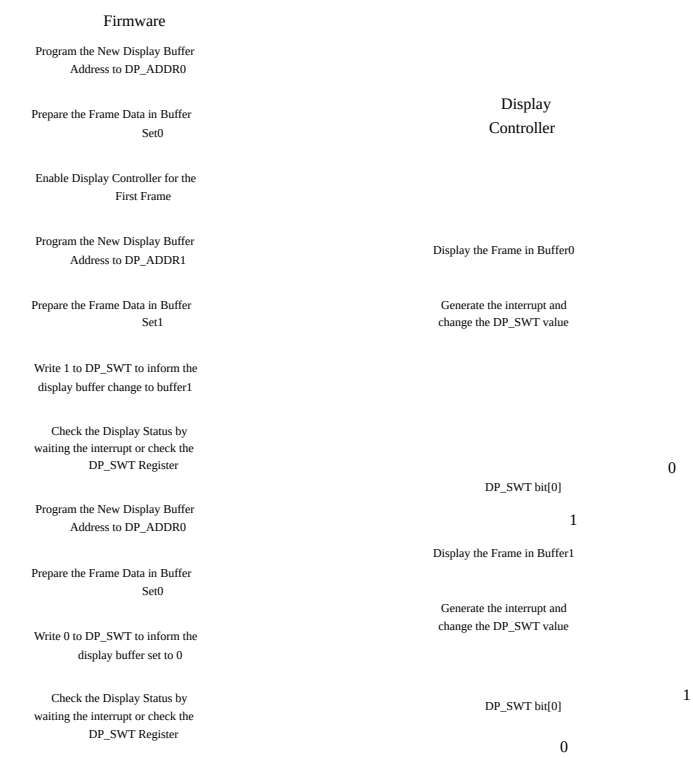 Firmware
Program the New Display Buffer
Address to DP_ADDR0
Prepare the Frame Data in Buffer
Set0
Enable Display Controller for the
First Frame
Program the New Display Buffer
Address to DP_ADDR1
Prepare the Frame Data in Buffer
Set1
Write 1 to DP_SWT to inform the
display buffer change to buffer1
Check the Display Status by
waiting the interrupt or check the
DP_SWT Register
Program the New Display Buffer
Address to DP_ADDR0
Prepare the Frame Data in Buffer
Set0
Write 0 to DP_SWT to inform the
display buffer set to 0
Check the Display Status by
waiting the interrupt or check the
DP_SWT Register
Display
Controller
Display the Frame in Buffer0
Generate the interrupt and
change the DP_SWT value
0
DP_SWT bit[0]
1
Display the Frame in Buffer1
Generate the interrupt and
change the DP_SWT value
1
DP_SWT bit[0]
0